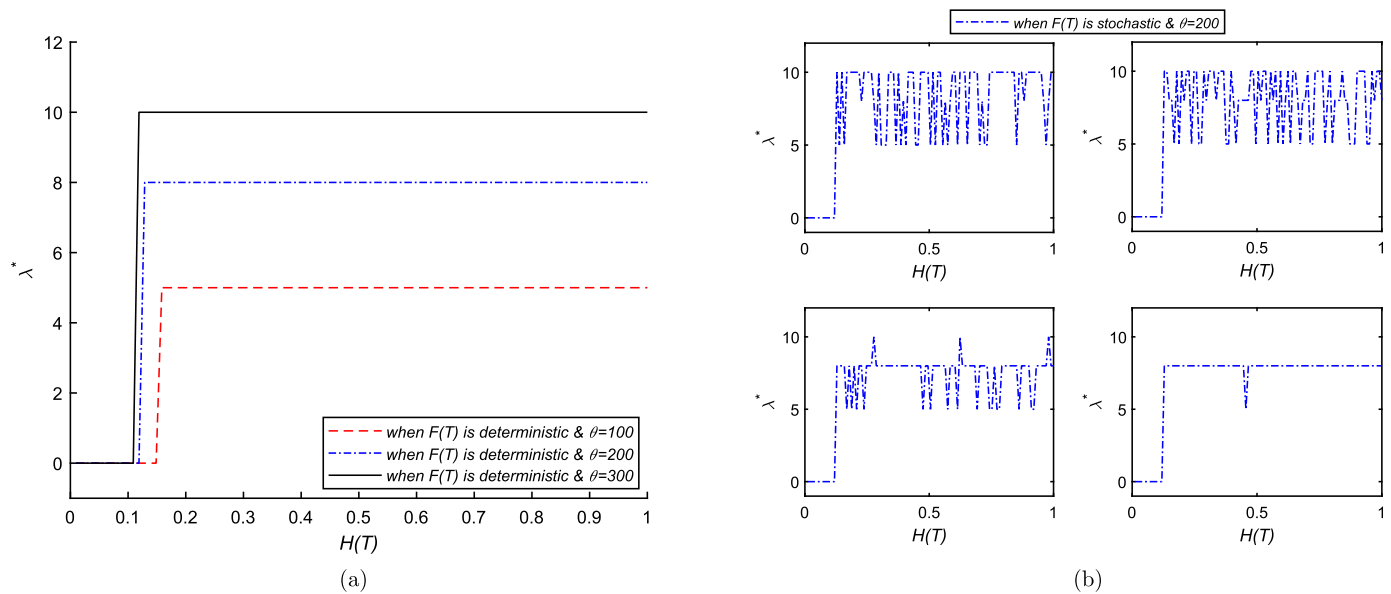 12
10
8
6
4
2
0
λ*
0 0.1 0.2 0.3 0.4 0.5 0.6 0.7 0.8 0.9 1
H(T)
when F(T) is deterministic & θ=100
when F(T) is deterministic & θ=200
when F(T) is deterministic & θ=300
(a)
when F(T) is stochastic & θ=200
10
5
0
λ*
0 0.5 1
H(T)
10
5
0
λ*
0 0.5 1
H(T)
10
5
0
λ*
0 0.5 1
H(T)
10
5
0
λ*
0 0.5 1
H(T)
(b)